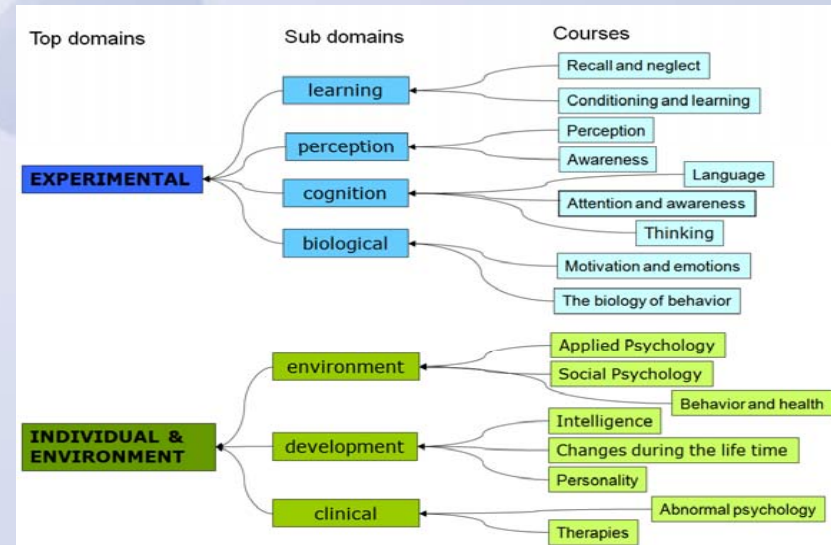 Top domains
Sub domains
Courses
EXPERIMENTAL
learning
Recall and neglect
Conditioning and learning
perception
Perception
Awareness
cognition
Language
Attention and awareness
Thinking
biological
Motivation and emotions
The biology of behavior
INDIVIDUAL &
ENVIRONMENT
environment
Applied Psychology
Social Psychology
Behavior and health
development
Intelligence
Changes during the life time
Personality
clinical
Abnormal psychology
Therapies